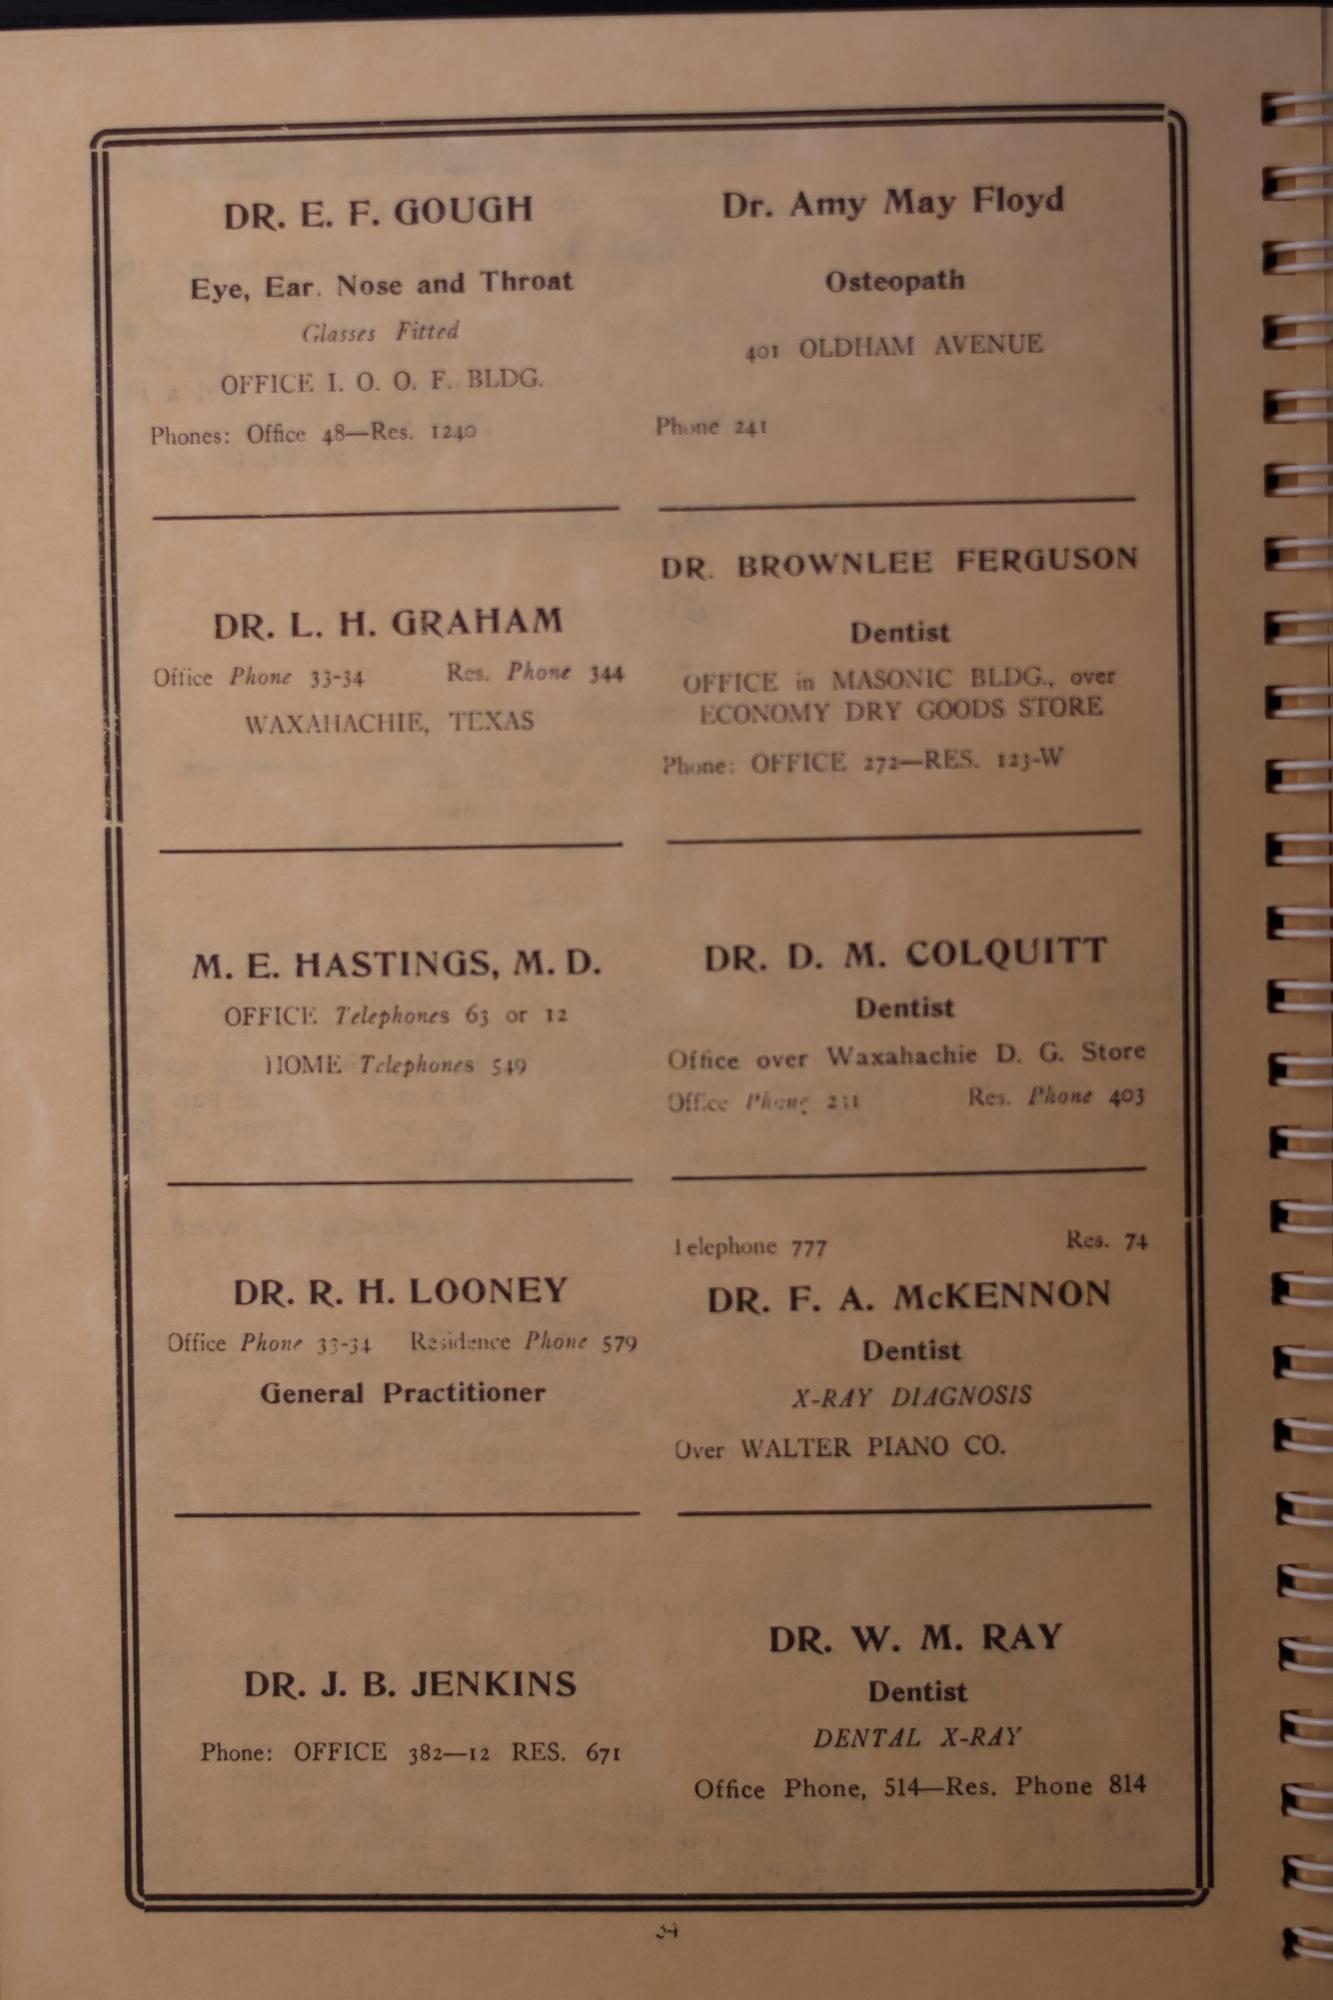 DR. E. F. GOUGH
Eye, Ear. Nose and Throat
Glasses Fitted
OFFICE I. O. O. F. BLDG.
Phones: Office 48—Res. 1240
DR. L. H. GRAHAM
Office Phone 33-34 Res. Phone 344
WAXAHACHIE, TEXAS
M. E. HASTINGS, M. D.
OFFICE Telephones 63 or 12
HOME Telephones 549
DR. R. H. LOONEY
Office Phone 33-34 Residence Phone 579
General Practitioner
DR. J. B. JENKINS
Phone: OFFICE 382—12 RES. 671
Dr. Amy May Floyd
Osteopath
401 OLDHAM AVENUE
Phone 241
DR. BROWNLEE FERGUSON
Dentist
OFFICE in MASONIC BLDG., over
ECONOMY DRY GOODS STORE
Phone: OFFICE 272—RES. 123-W
DR. D. M. COLQUITT
Dentist
Office over Waxahachie D. G. Store
Office Phone Res. Phone 403
Telephone 777 Res. 74
DR. F. A. McKENNON
Dentist
X-RAY DIAGNOSIS
Over WALTER PIANO CO.
DR. W. M. RAY
Dentist
DENTAL X-RAY
Office Phone, 514—Res. Phone 814